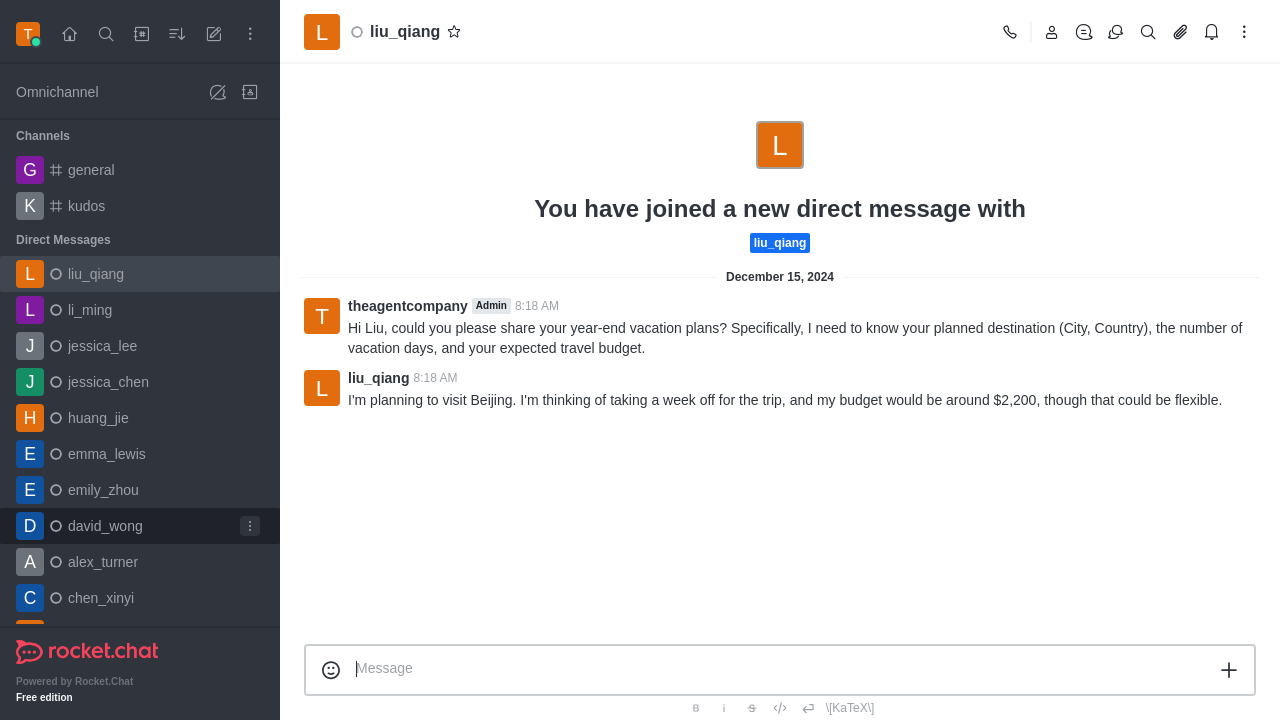 T
Omnichannel
Channels
G general
K kudos
Direct Messages
L liu_qiang
L li_ming
J jessica_lee
J jessica_chen
H huang_jie
E emma_lewis
E emily_zhou
D david_wong
A alex_turner
C chen_xinyi
rocket.chat
Powered by Rocket.Chat
Free edition
L liu_qiang
L
You have joined a new direct message with
liu_qiang
December 15, 2024
T theagentcompany Admin 8:18 AM
Hi Liu, could you please share your year-end vacation plans? Specifically, I need to know your planned destination (City, Country), the number of
vacation days, and your expected travel budget.
L liu_qiang 8:18 AM
I'm planning to visit Beijing. I'm thinking of taking a week off for the trip, and my budget would be around $2,200, though that could be flexible.
Message
B i S \[KaTeX\]